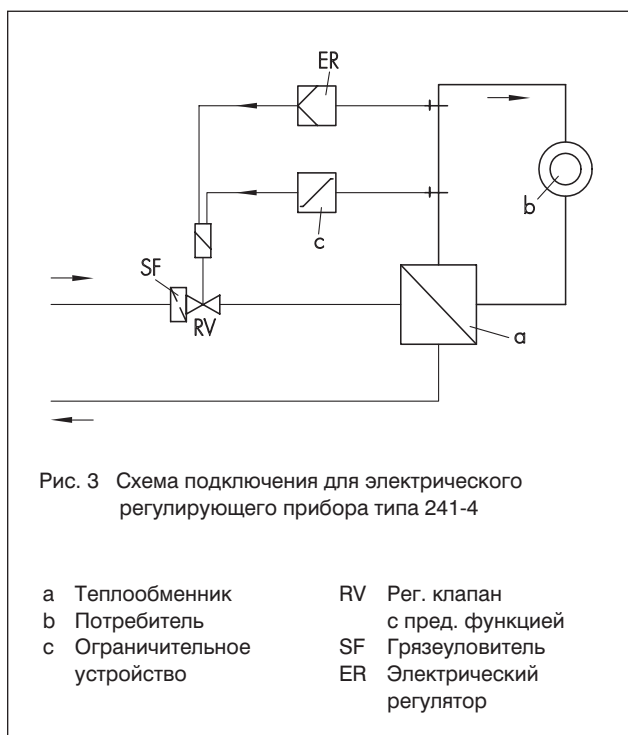 ER
c
b
SF
RV
a
Рис. 3 Схема подключения для электрического
регулирующего прибора типа 241-4
a Теплообменник
b Потребитель
c Ограничительное
устройство
RV Рег. клапан
с пред. функцией
SF Грязеуловитель
ER Электрический
регулятор